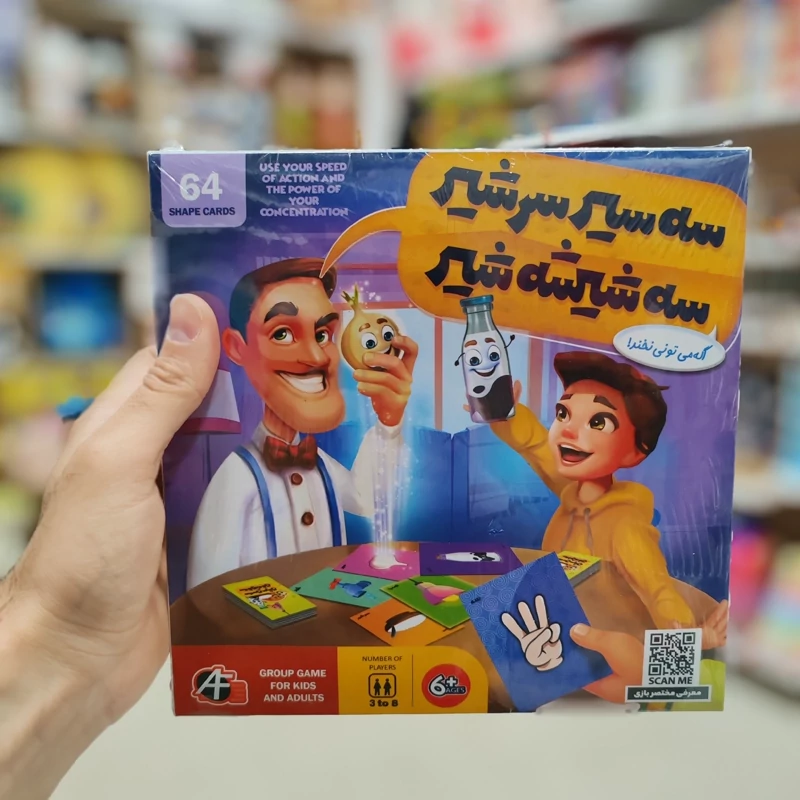 64
SHAPE CARDS
USE YOUR SPEED
OF ACTION AND
THE POWER OF
YOUR
CONCENTRATION
سه سیر سرشیر
سه شیشه شیر
اگه می تونی نخند!
AF
GROUP GAME
FOR KIDS
AND ADULTS
NUMBER OF
PLAYERS
3 to 8
6+
AGES
SCAN ME
معرفی مختصر بازی